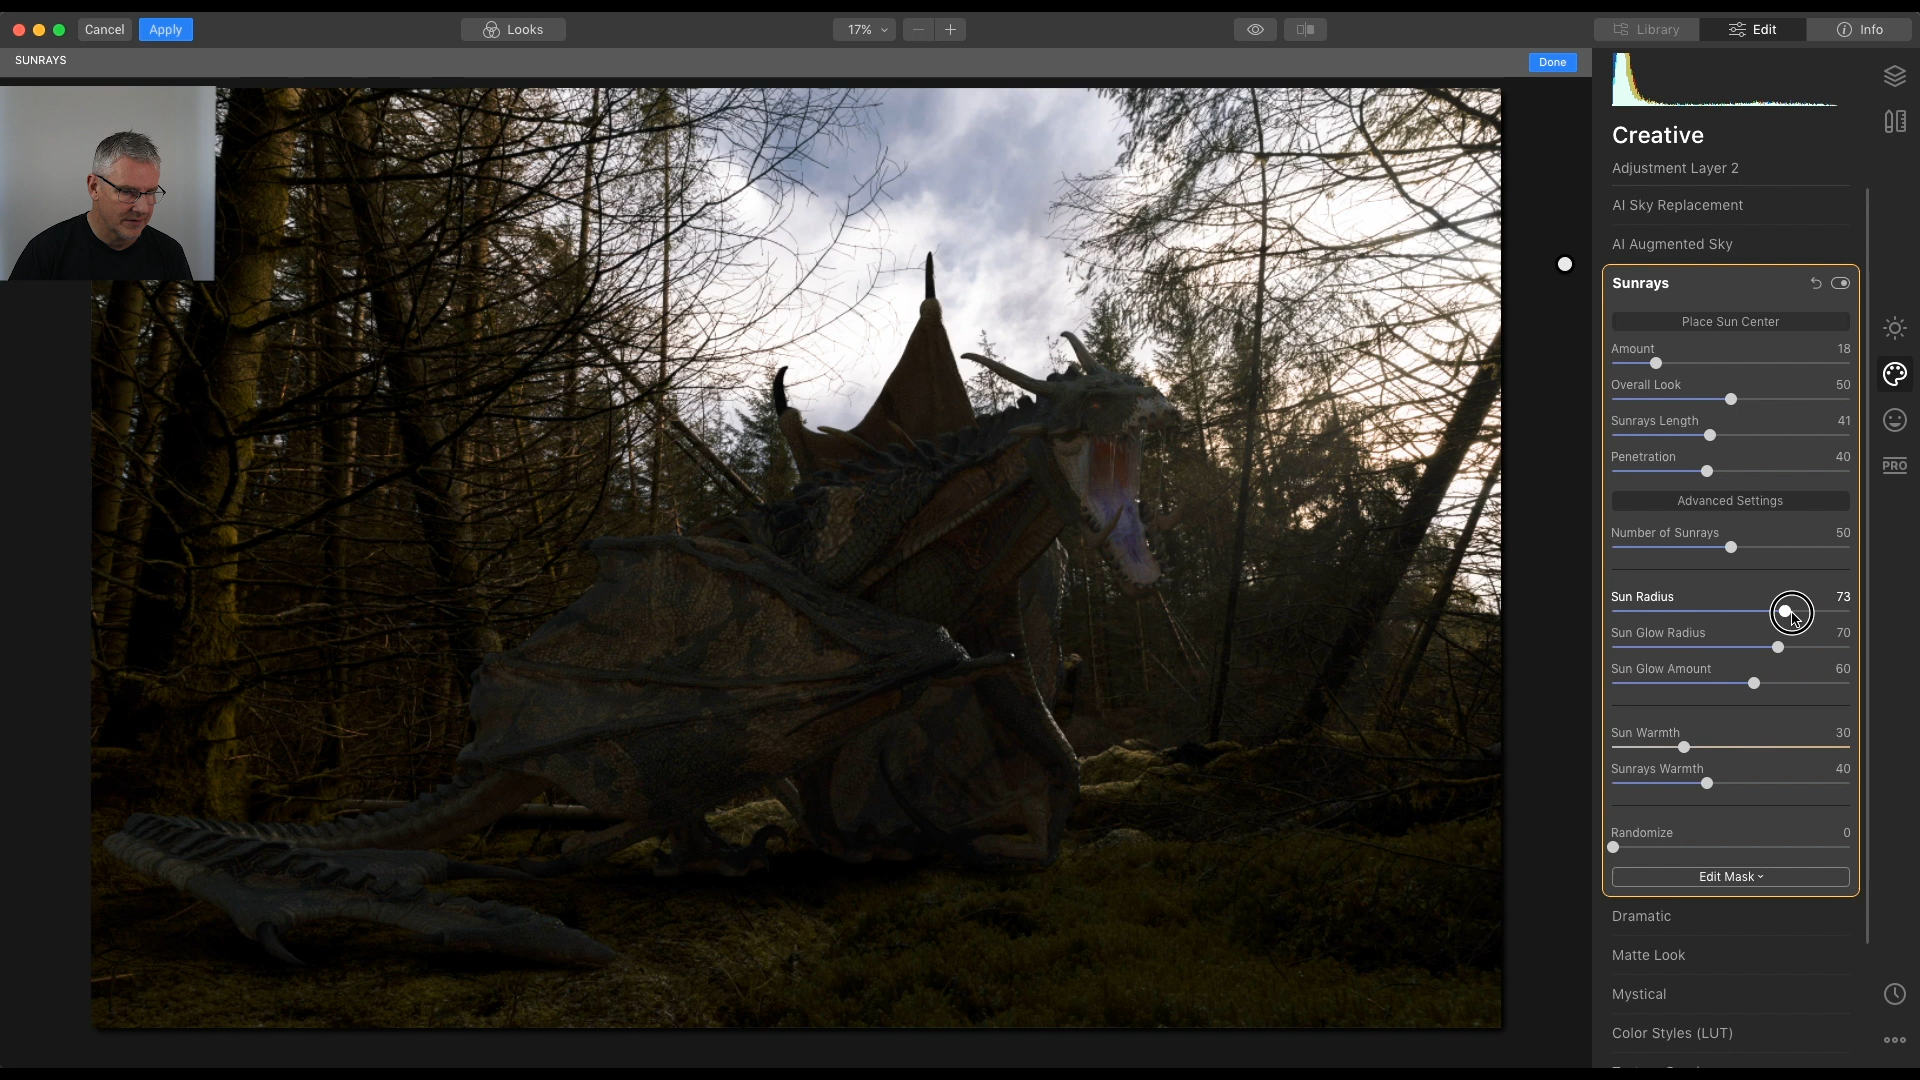 Cancel
Apply
Looks
17%
Library
Edit
Info
SUNRAYS
Done
Creative
Adjustment Layer 2
AI Sky Replacement
AI Augmented Sky
Sunrays
Place Sun Center
Amount 18
Overall Look 50
Sunrays Length 41
Penetration 40
PRO
Advanced Settings
Number of Sunrays 50
Sun Radius 73
Sun Glow Radius 70
Sun Glow Amount 60
Sun Warmth 30
Sunrays Warmth 40
Randomize 0
Edit Mask
Dramatic
Matte Look
Mystical
Color Styles (LUT)